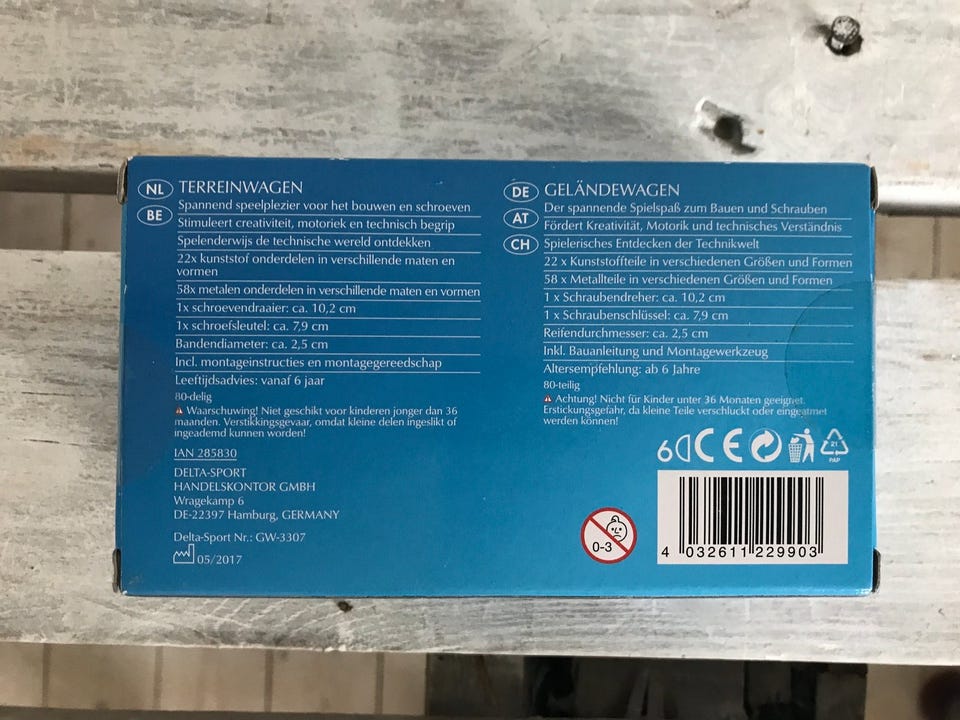 NL
BE
TERREINWAGEN
Spannend speelplezier voor het bouwen en schroeven
Stimuleert creativiteit, motoriek en technisch begrip
Spelenderwijs de technische wereld ontdekken
22x kunststof onderdelen in verschillende maten en
vormen
58x metalen onderdelen in verschillende maten en vormen
1x schroevendraaier: ca. 10,2 cm
1x schroefsleutel: ca. 7,9 cm
Bandendiameter: ca. 2,5 cm
Incl. montageinstructies en montagegereedschap
Leeftijdsadvies: vanaf 6 jaar
80-delig
Waarschuwing! Niet geschikt voor kinderen jonger dan 36
maanden. Verstikkingsgevaar, omdat kleine delen ingeslikt of
ingeademd kunnen worden!
IAN 285830
DELTA-SPORT
HANDELSKONTOR GMBH
Wragekamp 6
DE-22397 Hamburg, GERMANY
Delta-Sport Nr.: GW-3307
05/2017
DE
AT
CH
GELÄNDEWAGEN
Der spannende Spielspaß zum Bauen und Schrauben
Fördert Kreativität, Motorik und technisches Verständnis
Spielerisches Entdecken der Technikwelt
22 x Kunststoffteile in verschiedenen Größen und Formen
58 x Metallteile in verschiedenen Größen und Formen
1 x Schraubendreher: ca. 10,2 cm
1 x Schraubenschlüssel: ca. 7,9 cm
Reifendurchmesser: ca. 2,5 cm
Inkl. Bauanleitung und Montagewerkzeug
Altersempfehlung: ab 6 Jahre
80-teilig
Achtung! Nicht für Kinder unter 36 Monaten geeignet.
Erstickungsgefahr, da kleine Teile verschluckt oder eingeatmet
werden können!
6 CE
21
PAP
0-3
4 032611 229903